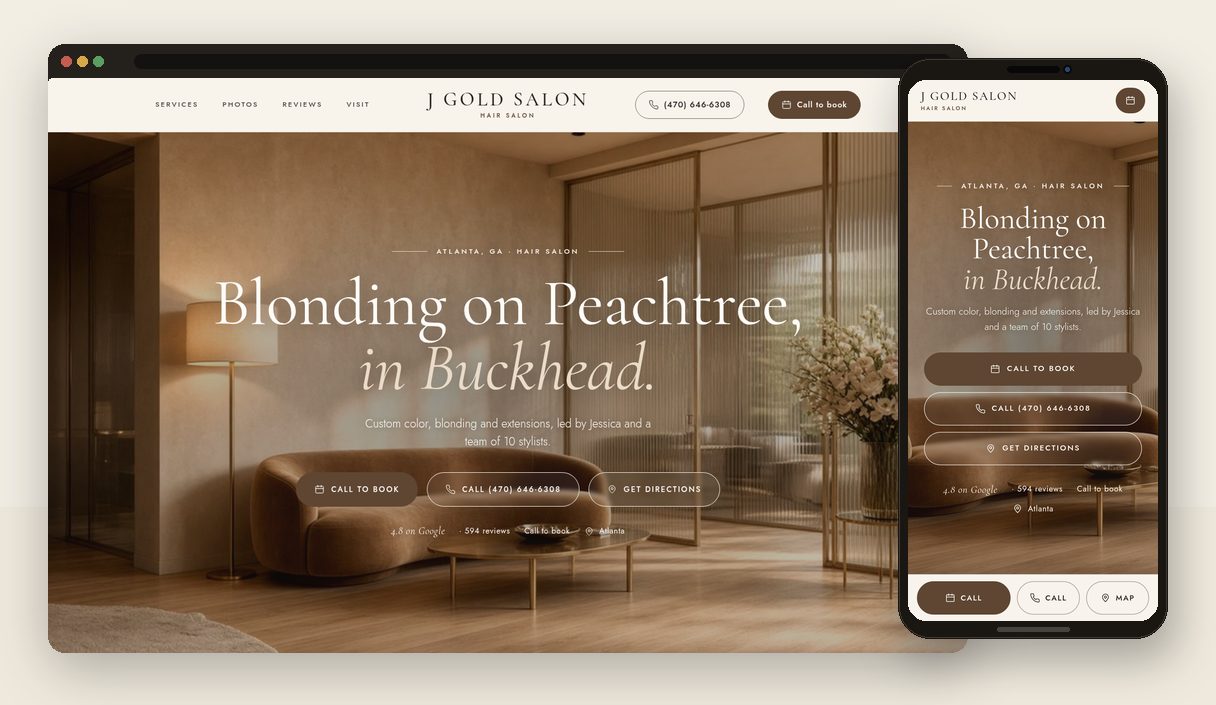 SERVICES PHOTOS REVIEWS VISIT
J GOLD SALON
HAIR SALON
(470) 646-6308
Call to book
ATLANTA, GA · HAIR SALON
Blonding on Peachtree,
in Buckhead.
Custom color, blonding and extensions, led by Jessica and a
team of 10 stylists.
CALL TO BOOK
CALL (470) 646-6308
GET DIRECTIONS
4.8 on Google · 594 reviews Call to book Atlanta
J GOLD SALON
HAIR SALON
ATLANTA, GA · HAIR SALON
Blonding on
Peachtree,
in Buckhead.
Custom color, blonding and extensions, led by Jessica
and a team of 10 stylists.
CALL TO BOOK
CALL (470) 646-6308
GET DIRECTIONS
4.8 on Google · 594 reviews Call to book
Atlanta
CALL
CALL
MAP